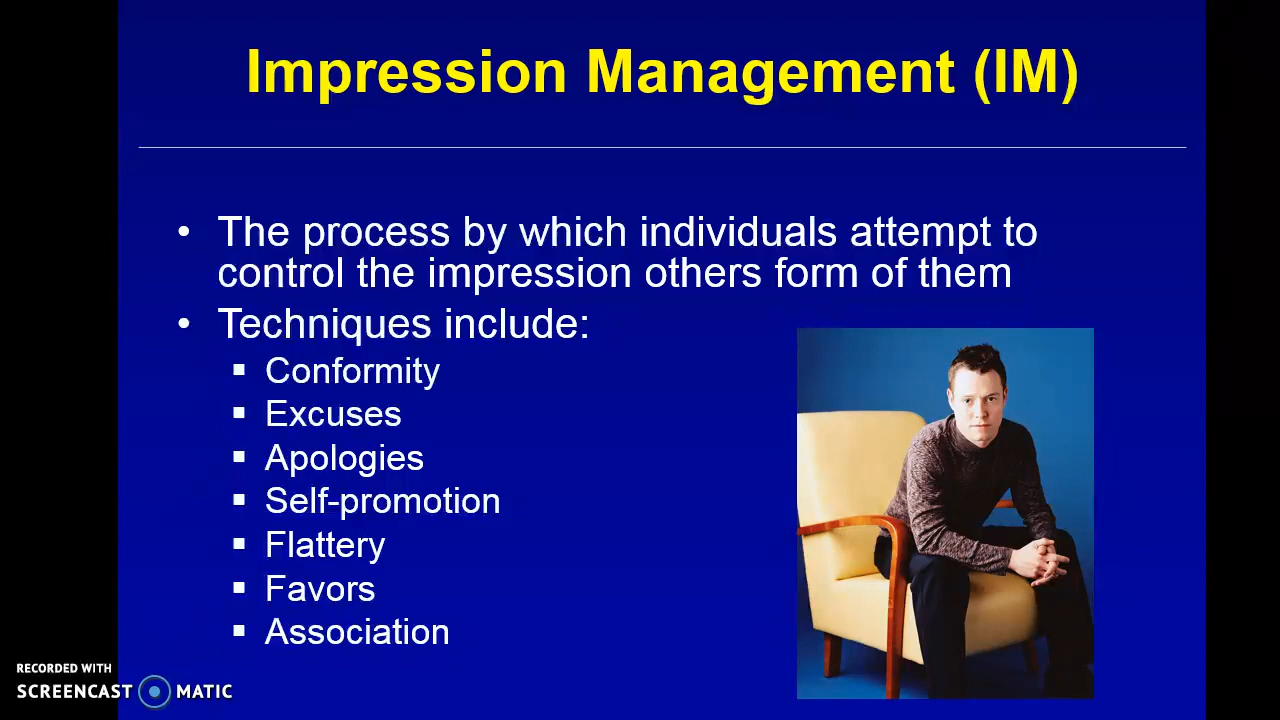 Impression Management (IM)
• The process by which individuals attempt to
control the impression others form of them
• Techniques include:
▪ Conformity
▪ Excuses
▪ Apologies
▪ Self-promotion
▪ Flattery
▪ Favors
▪ Association
RECORDED WITH
SCREENCAST MATIC